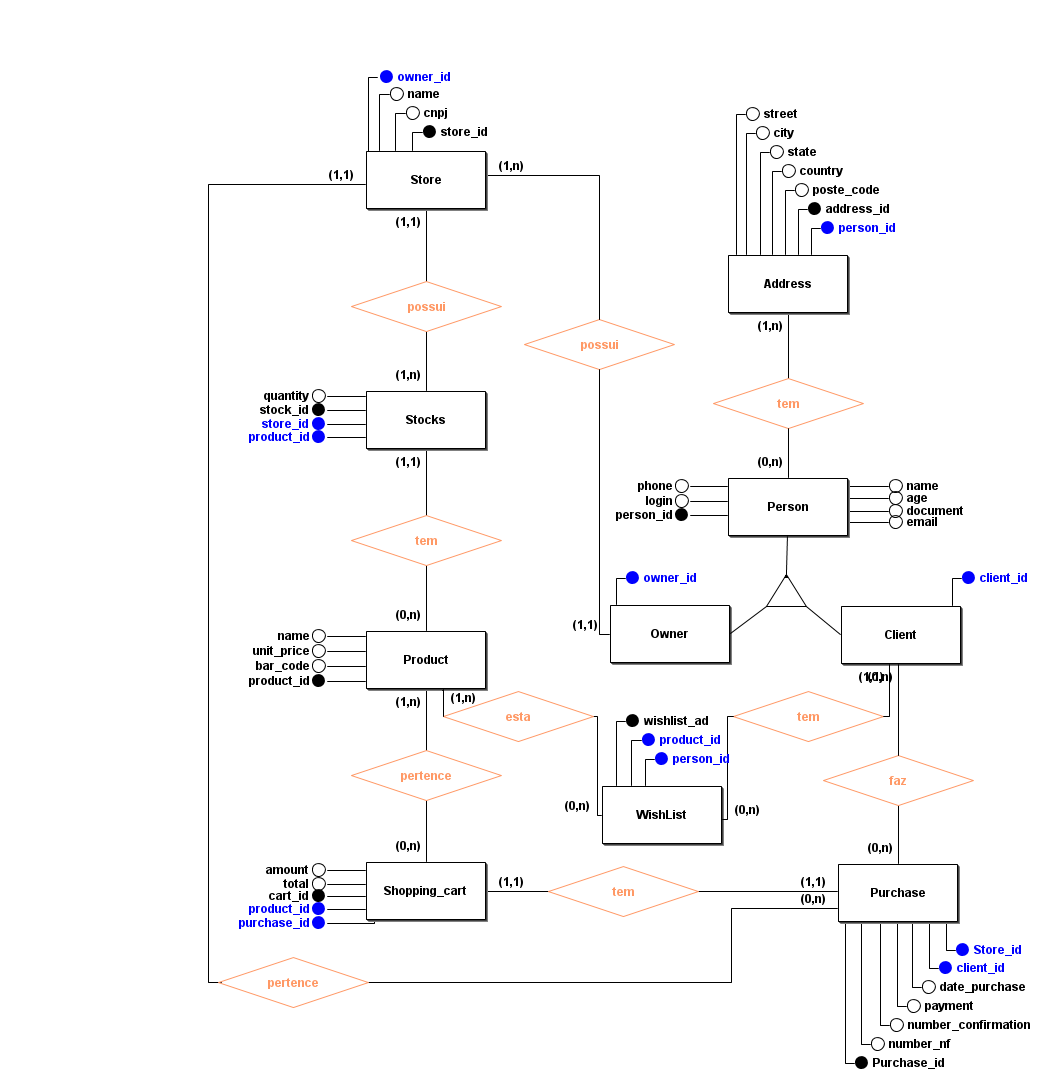 owner_id
name
cnpj
store_id
street
city
state
country
poste_code
address_id
person_id
(1,1)
Store
(1,n)
(1,1)
Address
(1,n)
possui
possui
(1,n)
tem
quantity
stock_id
store_id
product_id
Stocks
(1,1)
(0,n)
phone
login
person_id
Person
name
age
document
email
tem
owner_id
client_id
(0,n)
(1,1)
Owner
Client
name
unit_price
bar_code
product_id
Product
(1,n)
(1,n)
esta
tem
wishlist_ad
product_id
person_id
pertence
faz
(0,n)
WishList
(0,n)
(0,n)
(0,n)
amount
total
cart_id
product_id
purchase_id
Shopping_cart
(1,1)
tem
(1,1)
(0,n)
Purchase
Store_id
client_id
date_purchase
payment
number_confirmation
number_nf
Purchase_id
pertence